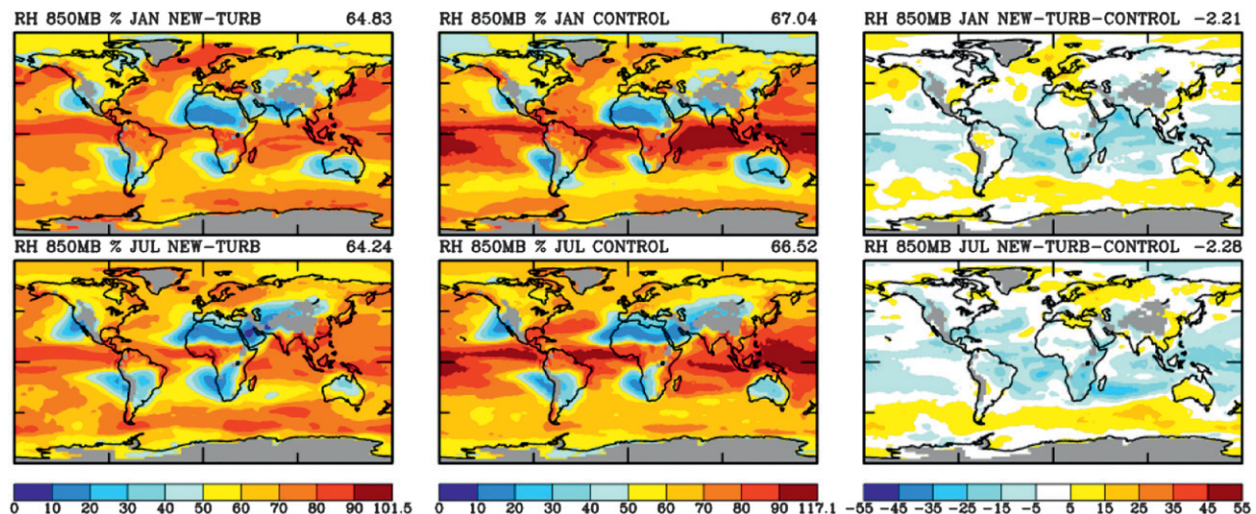 RH 850MB % JAN NEW-TURB 64.83
RH 850MB % JAN CONTROL 67.04
RH 850MB JAN NEW-TURB-CONTROL -2.21
RH 850MB % JUL NEW-TURB 64.24
RH 850MB % JUL CONTROL 66.52
RH 850MB JUL NEW-TURB-CONTROL -2.28
0 10 20 30 40 50 60 70 80 90 101.5
0 10 20 30 40 50 60 70 80 90 117.1
-55 -45 -35 -25 -15 -5 5 15 25 35 45 55